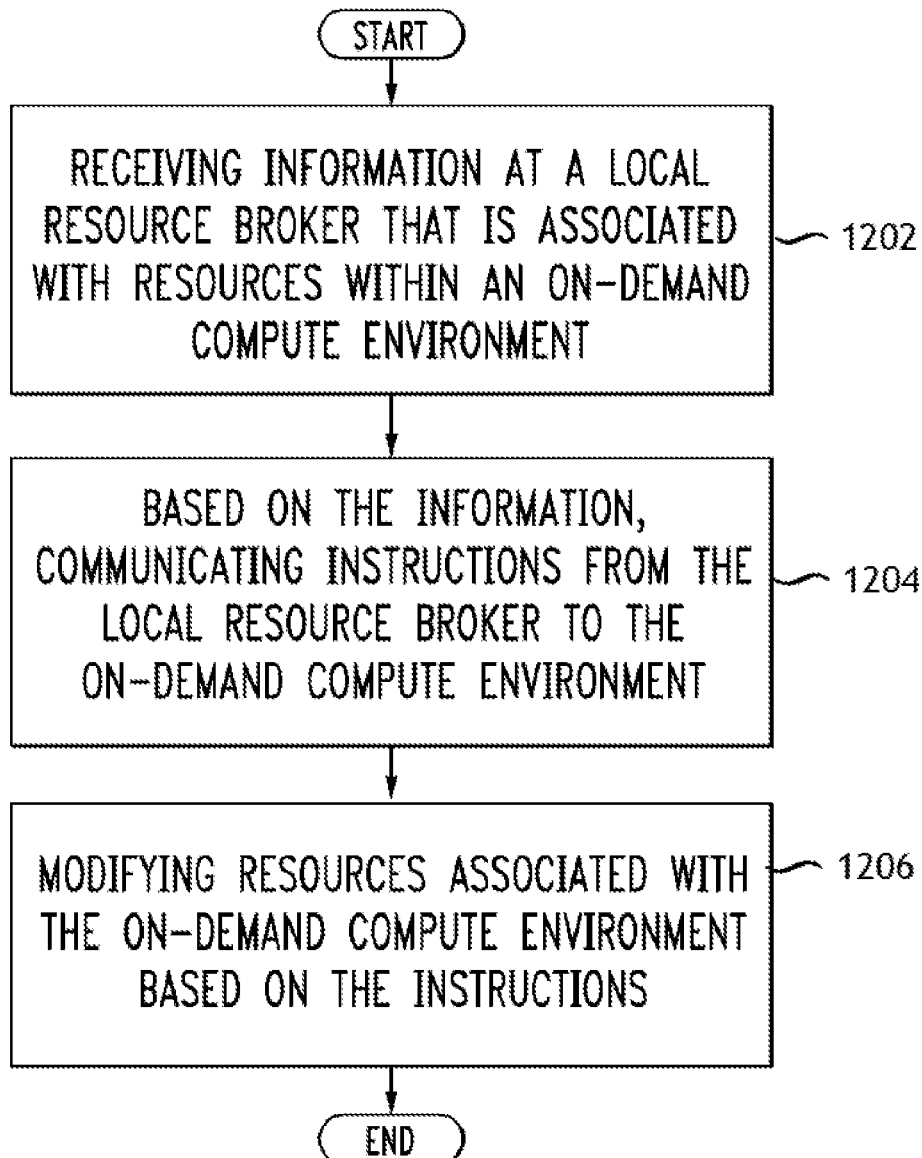 START
RECEIVING INFORMATION AT A LOCAL
RESOURCE BROKER THAT IS ASSOCIATED
WITH RESOURCES WITHIN AN ON-DEMAND
COMPUTE ENVIRONMENT
1202
BASED ON THE INFORMATION,
COMMUNICATING INSTRUCTIONS FROM THE
LOCAL RESOURCE BROKER TO THE
ON-DEMAND COMPUTE ENVIRONMENT
1204
MODIFYING RESOURCES ASSOCIATED WITH
THE ON-DEMAND COMPUTE ENVIRONMENT
BASED ON THE INSTRUCTIONS
1206
END